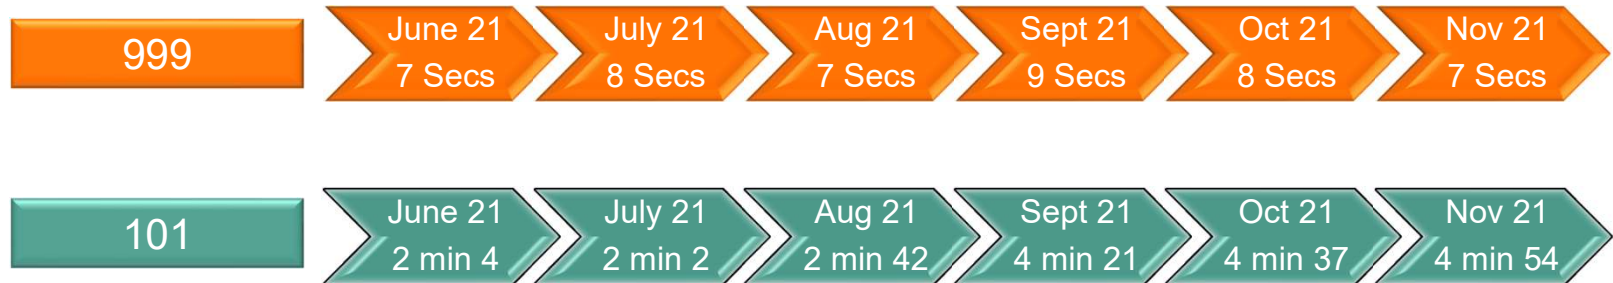 999
June 21
7 Secs
July 21
8 Secs
Aug 21
7 Secs
Sept 21
9 Secs
Oct 21
8 Secs
Nov 21
7 Secs
101
June 21
2 min 4
July 21
2 min 2
Aug 21
2 min 42
Sept 21
4 min 21
Oct 21
4 min 37
Nov 21
4 min 54